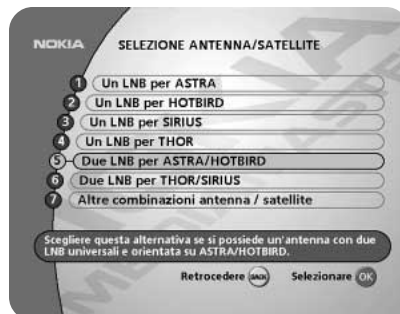 NOKIA
SELEZIONE ANTENNA/SATELLITE
1 Un LNB per ASTRA
2 Un LNB per HOTBIRD
3 Un LNB per SIRIUS
4 Un LNB per THOR
5 Due LNB per ASTRA/HOTBIRD
6 Due LNB per THOR/SIRIUS
7 Altre combinazioni antenna / satellite
Scegliere questa alternativa se si possiede un'antenna con due
LNB universali e orientata su ASTRA/HOTBIRD.
Retrocedere BACK Selezionare OK
NOKIA
MEDIAMASTER